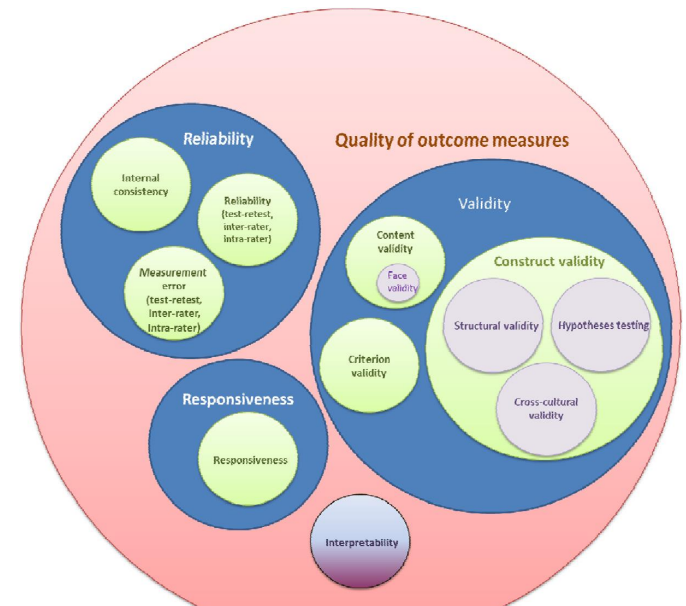 Quality of outcome measures
Reliability
Internal
consistency
Reliability
(test-retest,
inter-rater,
intra-rater)
Measurement
error
(test-retest,
Inter-rater,
Intra-rater)
Validity
Content
validity
Face
validity
Criterion
validity
Construct validity
Structural validity
Hypotheses testing
Cross-cultural
validity
Responsiveness
Responsiveness
Interpretability